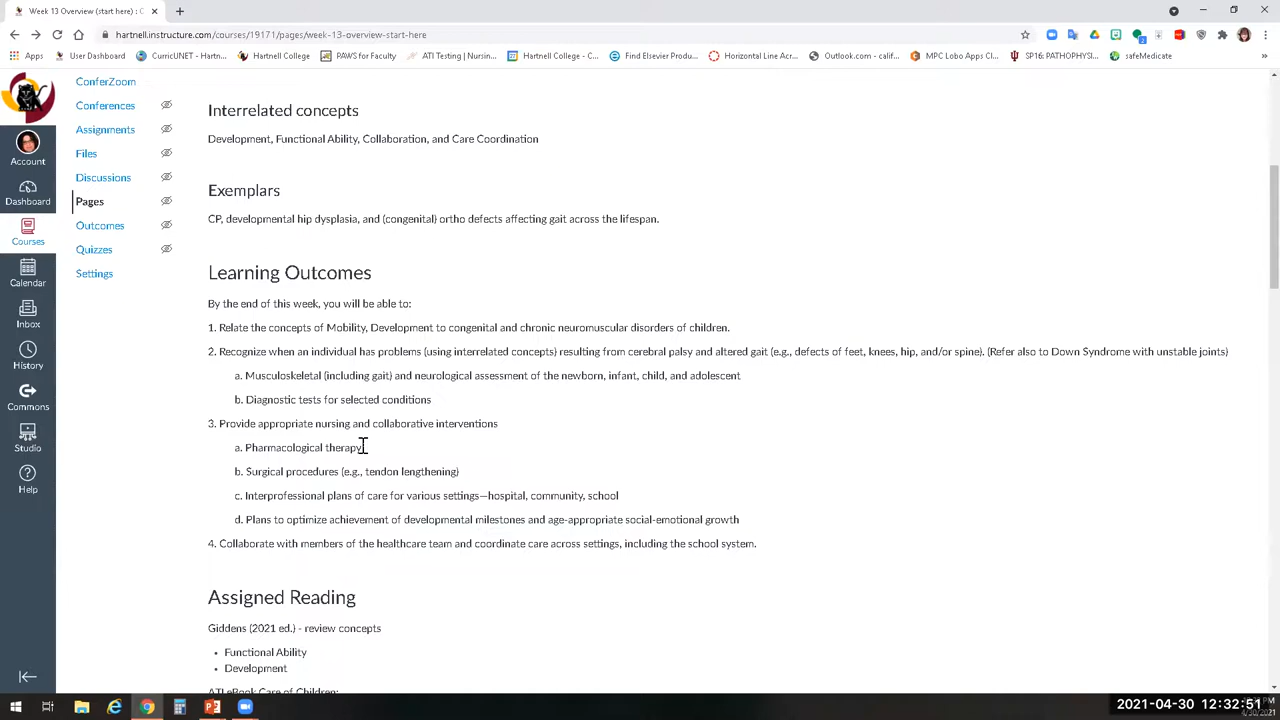 Week 13 Overview (start here) : C
hartnell.instructure.com/courses/19171/pages/week-13-overview-start-here
Apps
User Dashboard
CurricUNET - Hartn...
Hartnell College
PAWS for Faculty
ATI Testing | Nursin...
Hartnell College - C...
Find Elsevier Produ...
Horizontal Line Acr...
Outlook.com - calif...
MPC Lobo Apps Cl...
SP16: PATHOPHYSI...
safeMedicate
ConferZoom
Conferences
Assignments
Files
Discussions
Pages
Outcomes
Quizzes
Settings
Account
Dashboard
Courses
Calendar
Inbox
History
Commons
Studio
Help
Interrelated concepts
Development, Functional Ability, Collaboration, and Care Coordination
Exemplars
CP, developmental hip dysplasia, and (congenital) ortho defects affecting gait across the lifespan.
Learning Outcomes
By the end of this week, you will be able to:
1. Relate the concepts of Mobility, Development to congenital and chronic neuromuscular disorders of children.
2. Recognize when an individual has problems (using interrelated concepts) resulting from cerebral palsy and altered gait (e.g., defects of feet, knees, hip, and/or spine). (Refer also to Down Syndrome with unstable joints)
a. Musculoskeletal (including gait) and neurological assessment of the newborn, infant, child, and adolescent
b. Diagnostic tests for selected conditions
3. Provide appropriate nursing and collaborative interventions
a. Pharmacological therapy
b. Surgical procedures (e.g., tendon lengthening)
c. Interprofessional plans of care for various settings—hospital, community, school
d. Plans to optimize achievement of developmental milestones and age-appropriate social-emotional growth
4. Collaborate with members of the healthcare team and coordinate care across settings, including the school system.
Assigned Reading
Giddens (2021 ed.) - review concepts
• Functional Ability
• Development
ATI eBook Care of Children:
2021-04-30 12:32:51